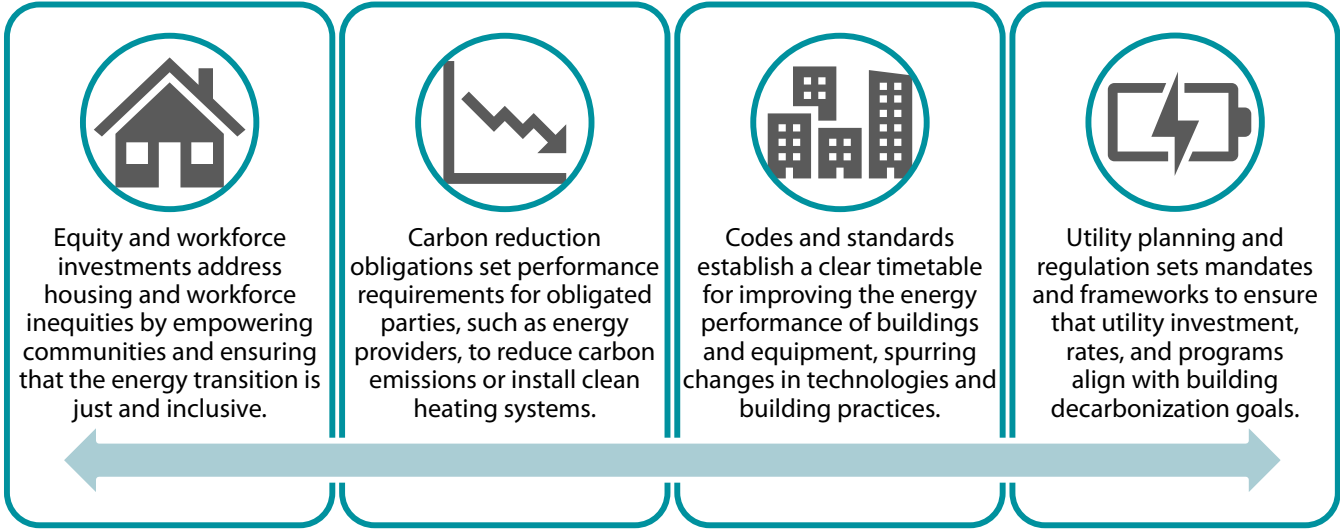 Equity and workforce
investments address
housing and workforce
inequities by empowering
communities and ensuring
that the energy transition is
just and inclusive.
Carbon reduction
obligations set performance
requirements for obligated
parties, such as energy
providers, to reduce carbon
emissions or install clean
heating systems.
Codes and standards
establish a clear timetable
for improving the energy
performance of buildings
and equipment, spurring
changes in technologies and
building practices.
Utility planning and
regulation sets mandates
and frameworks to ensure
that utility investment,
rates, and programs
align with building
decarbonization goals.